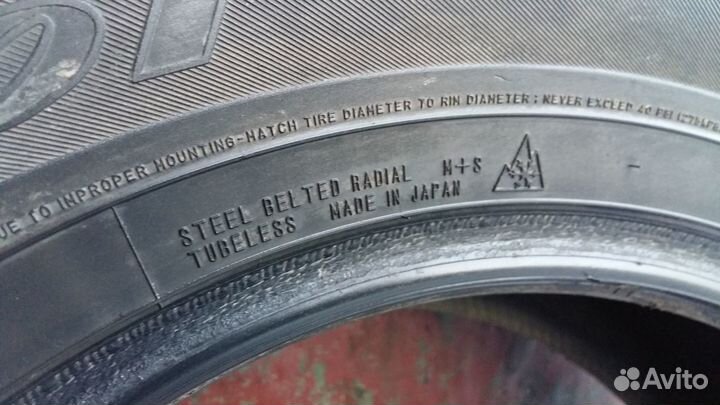 UE TO INPROPER MOUNTING-MATCH TIRE DIAMETER TO RIM DIAMETER; NEVER EXCEED 40 PSI
STEEL BELTED RADIAL M+S
TUBELESS MADE IN JAPAN
Avito